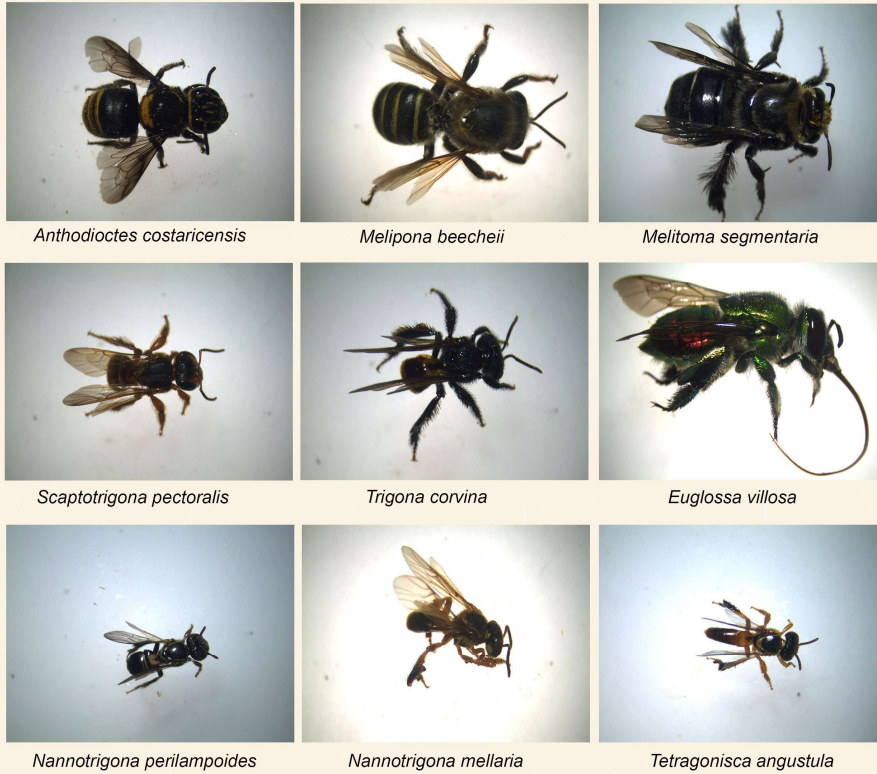 Anthodioctes costaricensis
Melipona beecheii
Melitoma segmentaria
Scaptotrigona pectoralis
Trigona corvina
Euglossa villosa
Nannotrigona perilampoides
Nannotrigona mellaria
Tetragonisca angustula